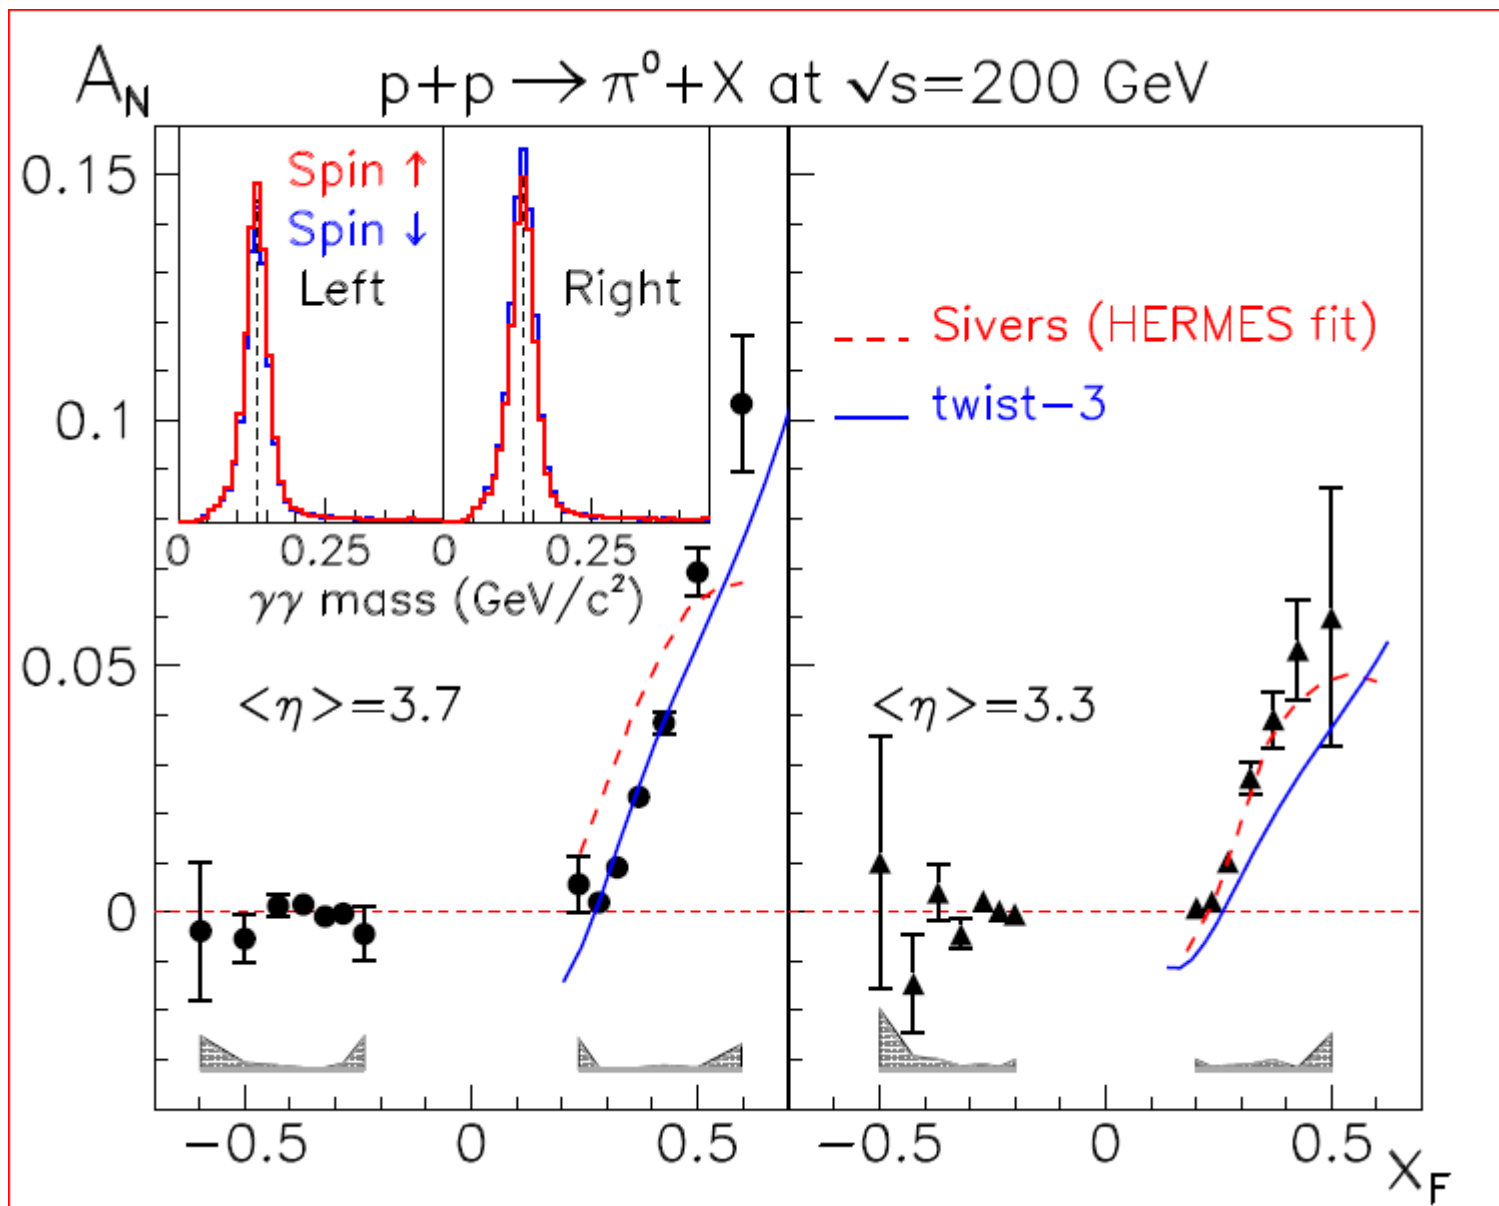 A_N
p+p → π⁰+X at √s=200 GeV
0.15
0.1
0.05
0
Spin ↑
Spin ↓
Left
Right
0
0.25
0
0.25
γγ mass (GeV/c²)
<η>=3.7
Sivers (HERMES fit)
twist−3
<η>=3.3
−0.5
0
0.5
−0.5
0
0.5
X_F